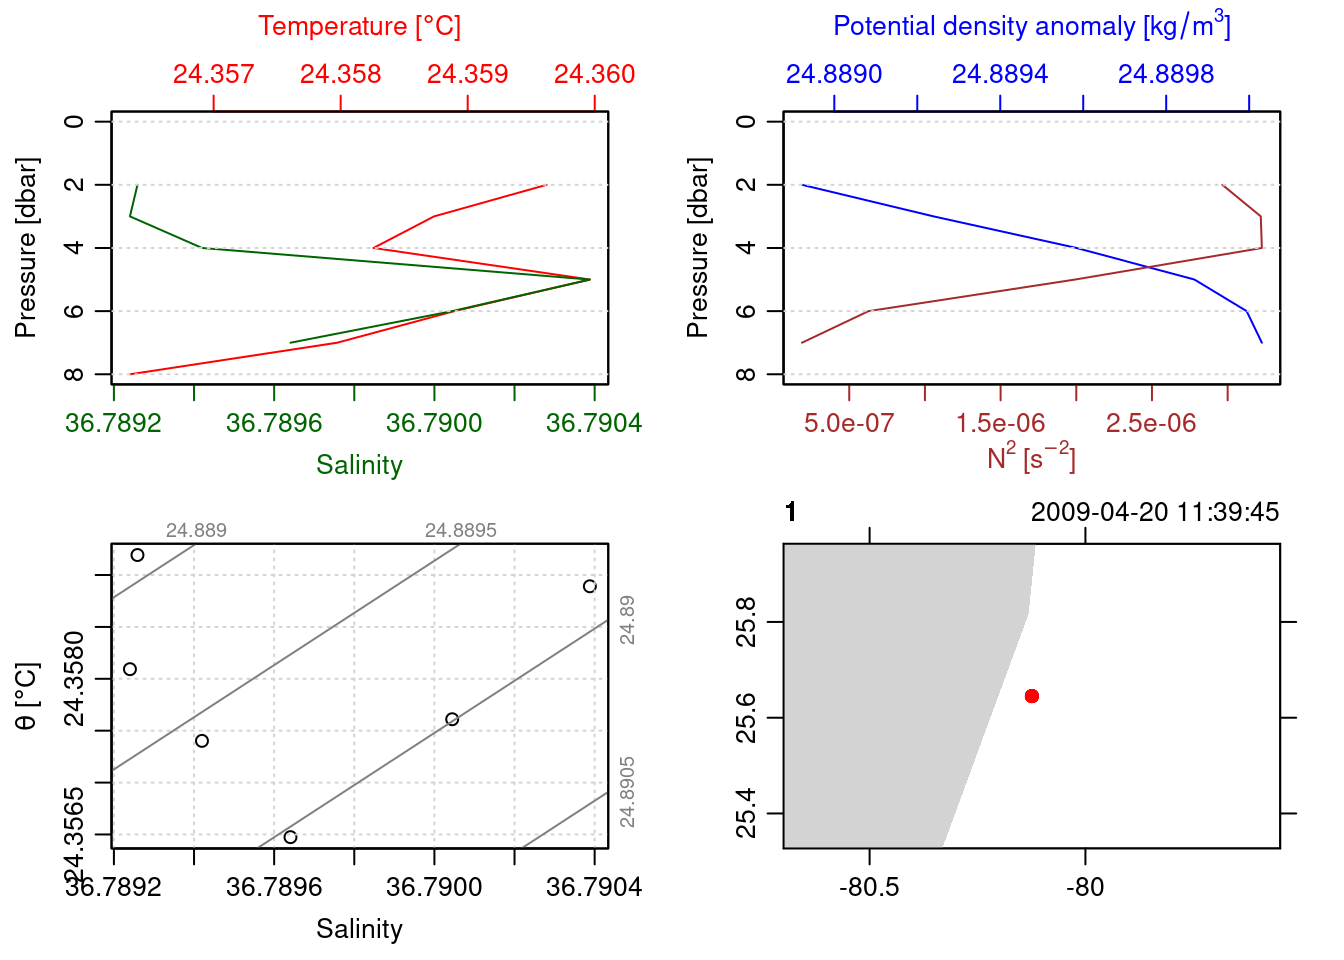 Temperature [°C]
24.357 24.358 24.359 24.360
Pressure [dbar]
0
2
4
6
8
36.7892 36.7896 36.7900 36.7904
Salinity
Potential density anomaly [kg/m³]
24.8890 24.8894 24.8898
Pressure [dbar]
0
2
4
6
8
5.0e-07 1.5e-06 2.5e-06
N² [s⁻²]
24.889 24.8895
24.89
24.8905
θ [°C]
24.3580
24.3565
36.7892 36.7896 36.7900 36.7904
Salinity
1 2009-04-20 11:39:45
25.8
25.6
25.4
-80.5 -80